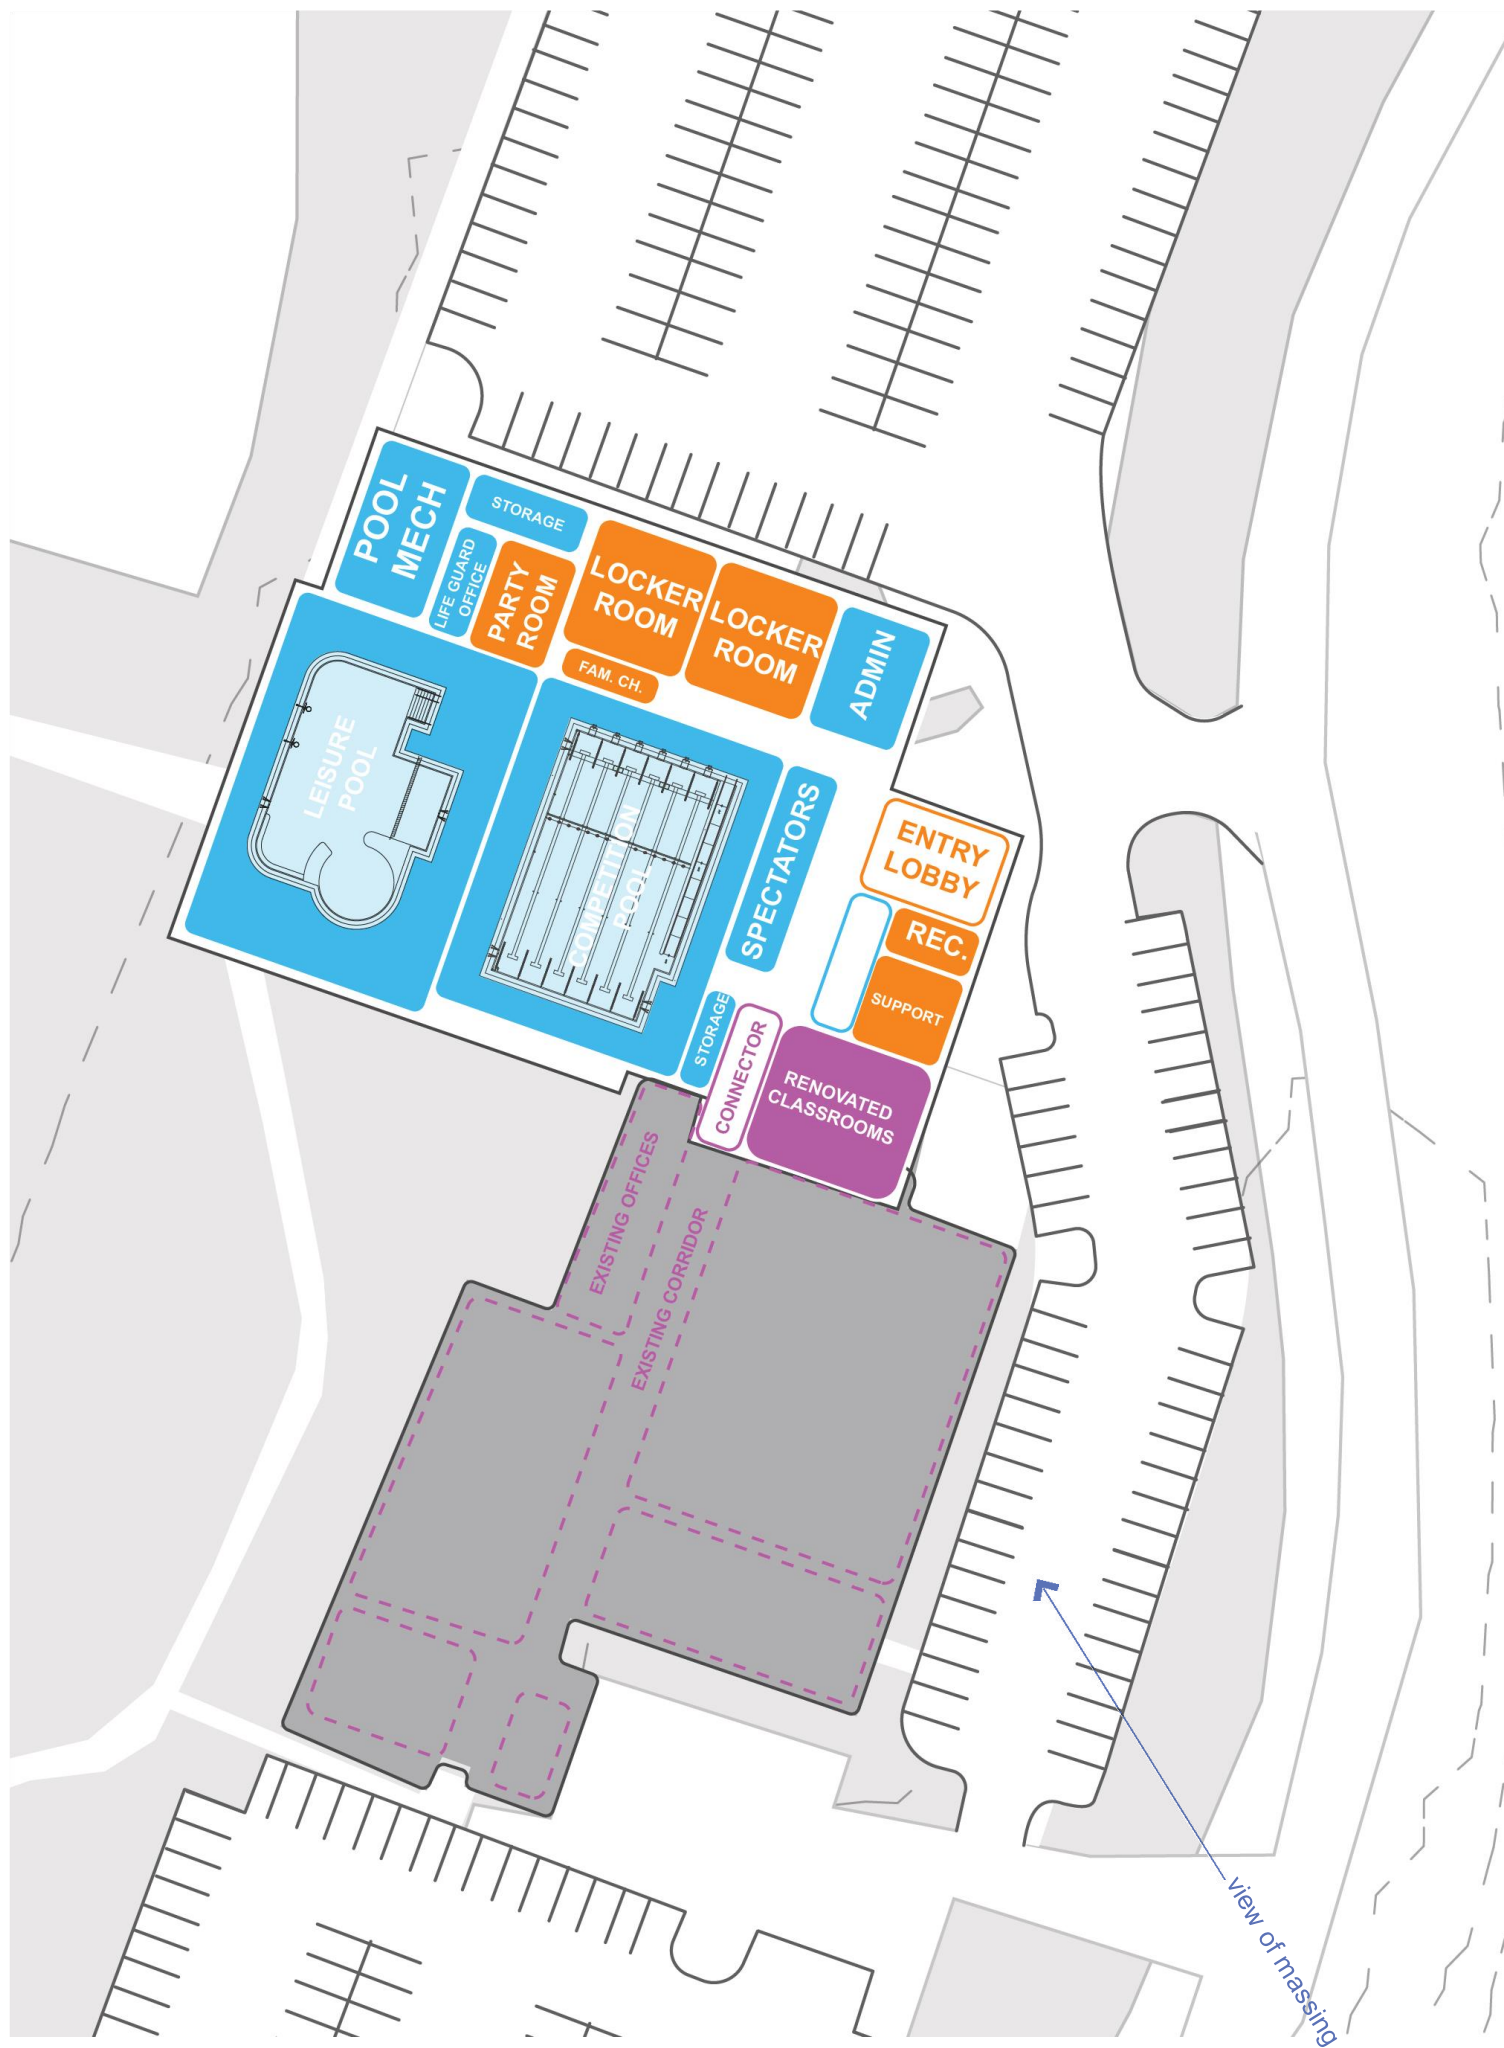 POOL
MECH
STORAGE
LIFE GUARD
OFFICE
PARTY
ROOM
LOCKER
ROOM
LOCKER
ROOM
FAM. CH.
ADMIN
LEISURE
POOL
COMPETITION
POOL
SPECTATORS
ENTRY
LOBBY
REC.
SUPPORT
STORAGE
CONNECTOR
RENOVATED
CLASSROOMS
EXISTING OFFICES
EXISTING CORRIDOR
view of massing